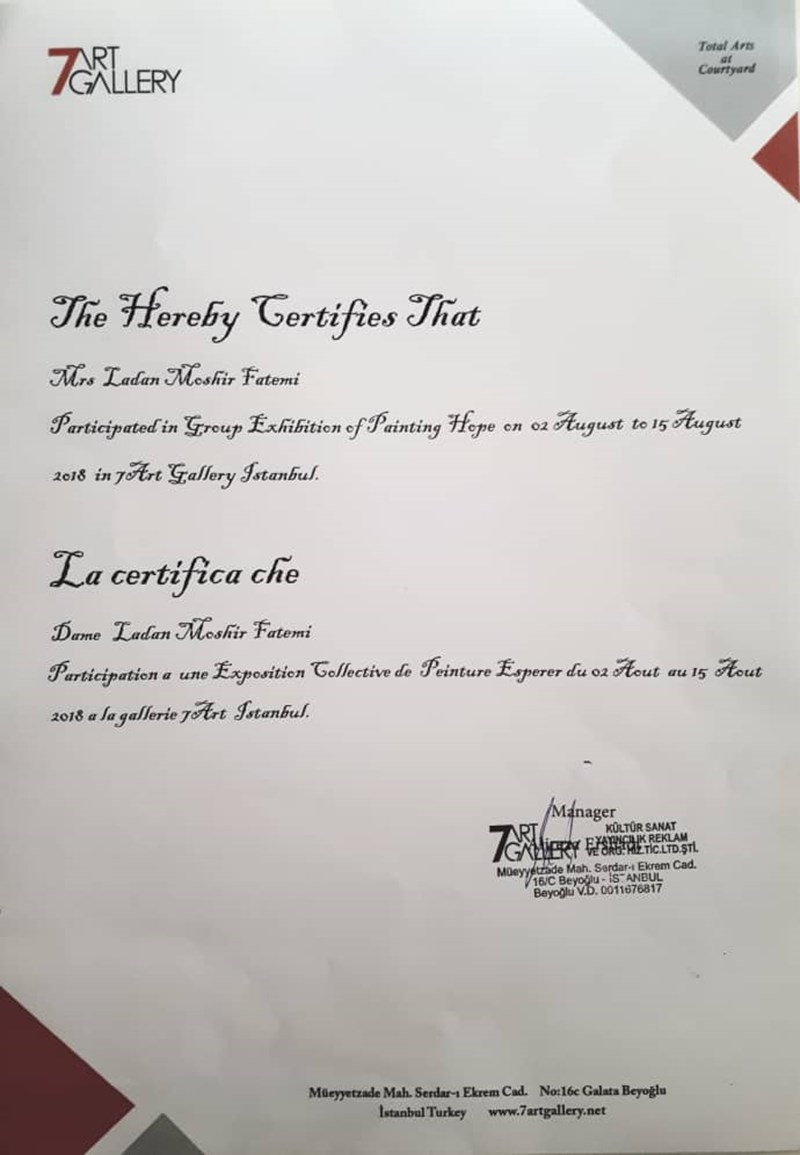 7ART
GALLERY
Total Arts
at
Courtyard
The Hereby Certifies That
Mrs Ladan Moshir Fatemi
Participated in Group Exhibition of Painting Hope on 02 August to 15 August
2018 in 7Art Gallery Istanbul.
La certifica che
Dame Ladan Moshir Fatemi
Participation a une Exposition Collective de Peinture Esperer du 02 Aout au 15 Aout
2018 a la gallerie 7Art Istanbul.
Manager
7ART
GALLERY
KÜLTÜR SANAT
YAYINCILIK REKLAM
VE ORG. HİZ.TİC.LTD.ŞTİ.
Müeyyetzade Mah. Serdar-ı Ekrem Cad.
16/C Beyoğlu - İSTANBUL
Beyoğlu V.D. 0011676817
Müeyyetzade Mah. Serdar-ı Ekrem Cad. No:16c Galata Beyoğlu
İstanbul Turkey www.7artgallery.net